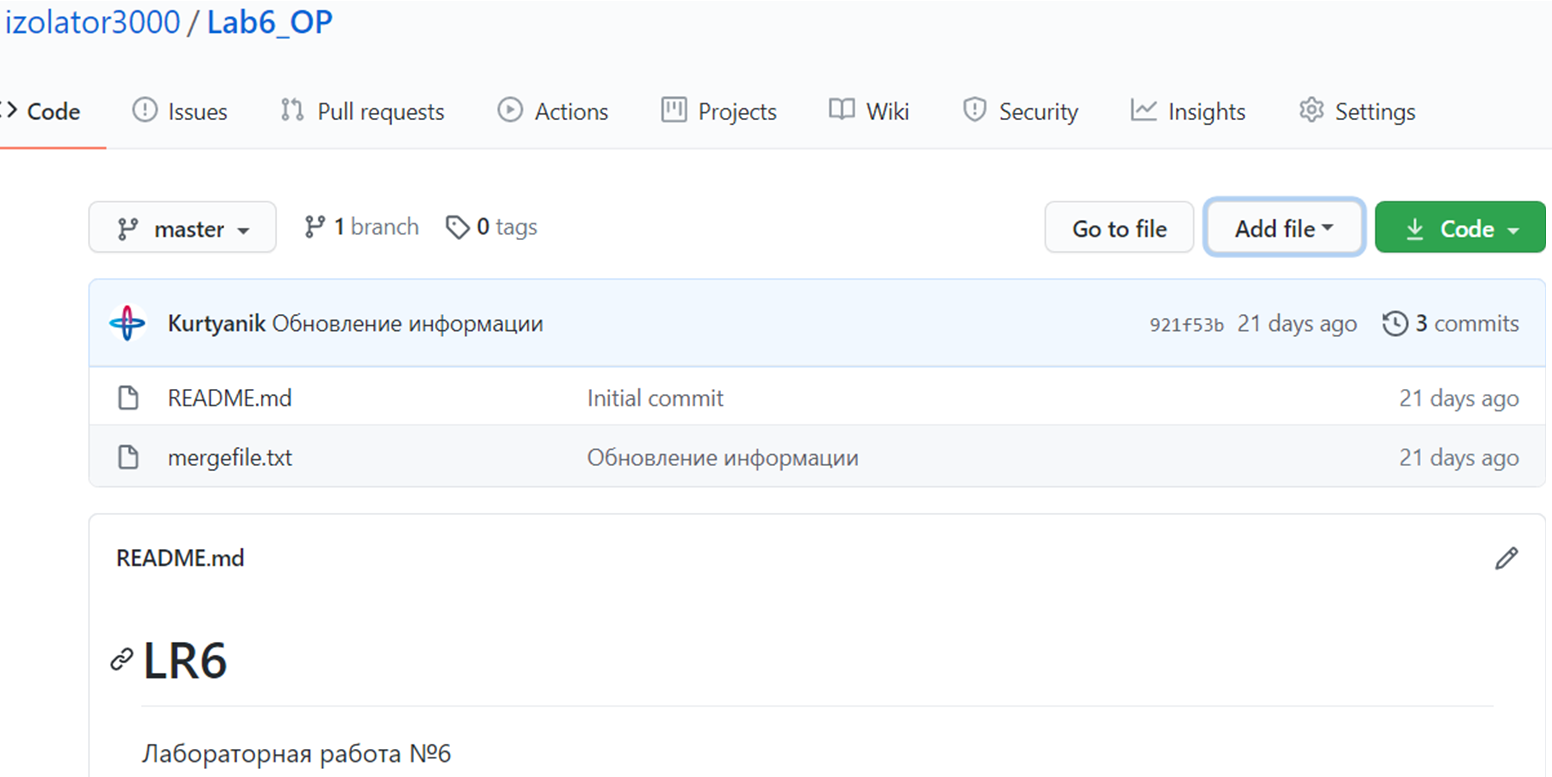 izolator3000 / Lab6_OP
Code Issues Pull requests Actions Projects Wiki Security Insights Settings
master 1 branch 0 tags Go to file Add file Code
Kurtyanik Обновление информации 921f53b 21 days ago 3 commits
README.md Initial commit 21 days ago
mergefile.txt Обновление информации 21 days ago
README.md
LR6
Лабораторная работа №6